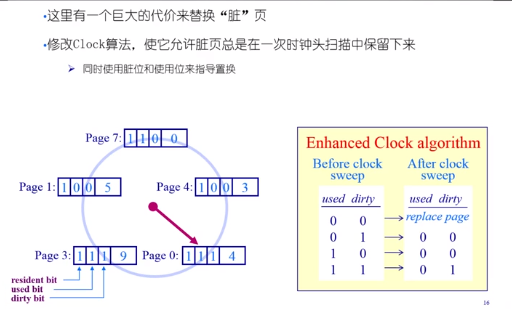 •这里有一个巨大的代价来替换“脏”页
•修改Clock算法，使它允许脏页总是在一次时钟头扫描中保留下来
➢ 同时使用脏位和使用位来指导置换
Page 7: 1 1 0 0
Page 1: 1 0 0 5
Page 4: 1 0 0 3
Page 3: 1 1 1 9
Page 0: 1 1 1 4
resident bit
used bit
dirty bit
Enhanced Clock algorithm
Before clock sweep
After clock sweep
used dirty used dirty
0 0 → replace page
0 1 → 0 0
1 0 → 0 0
1 1 → 0 1
16